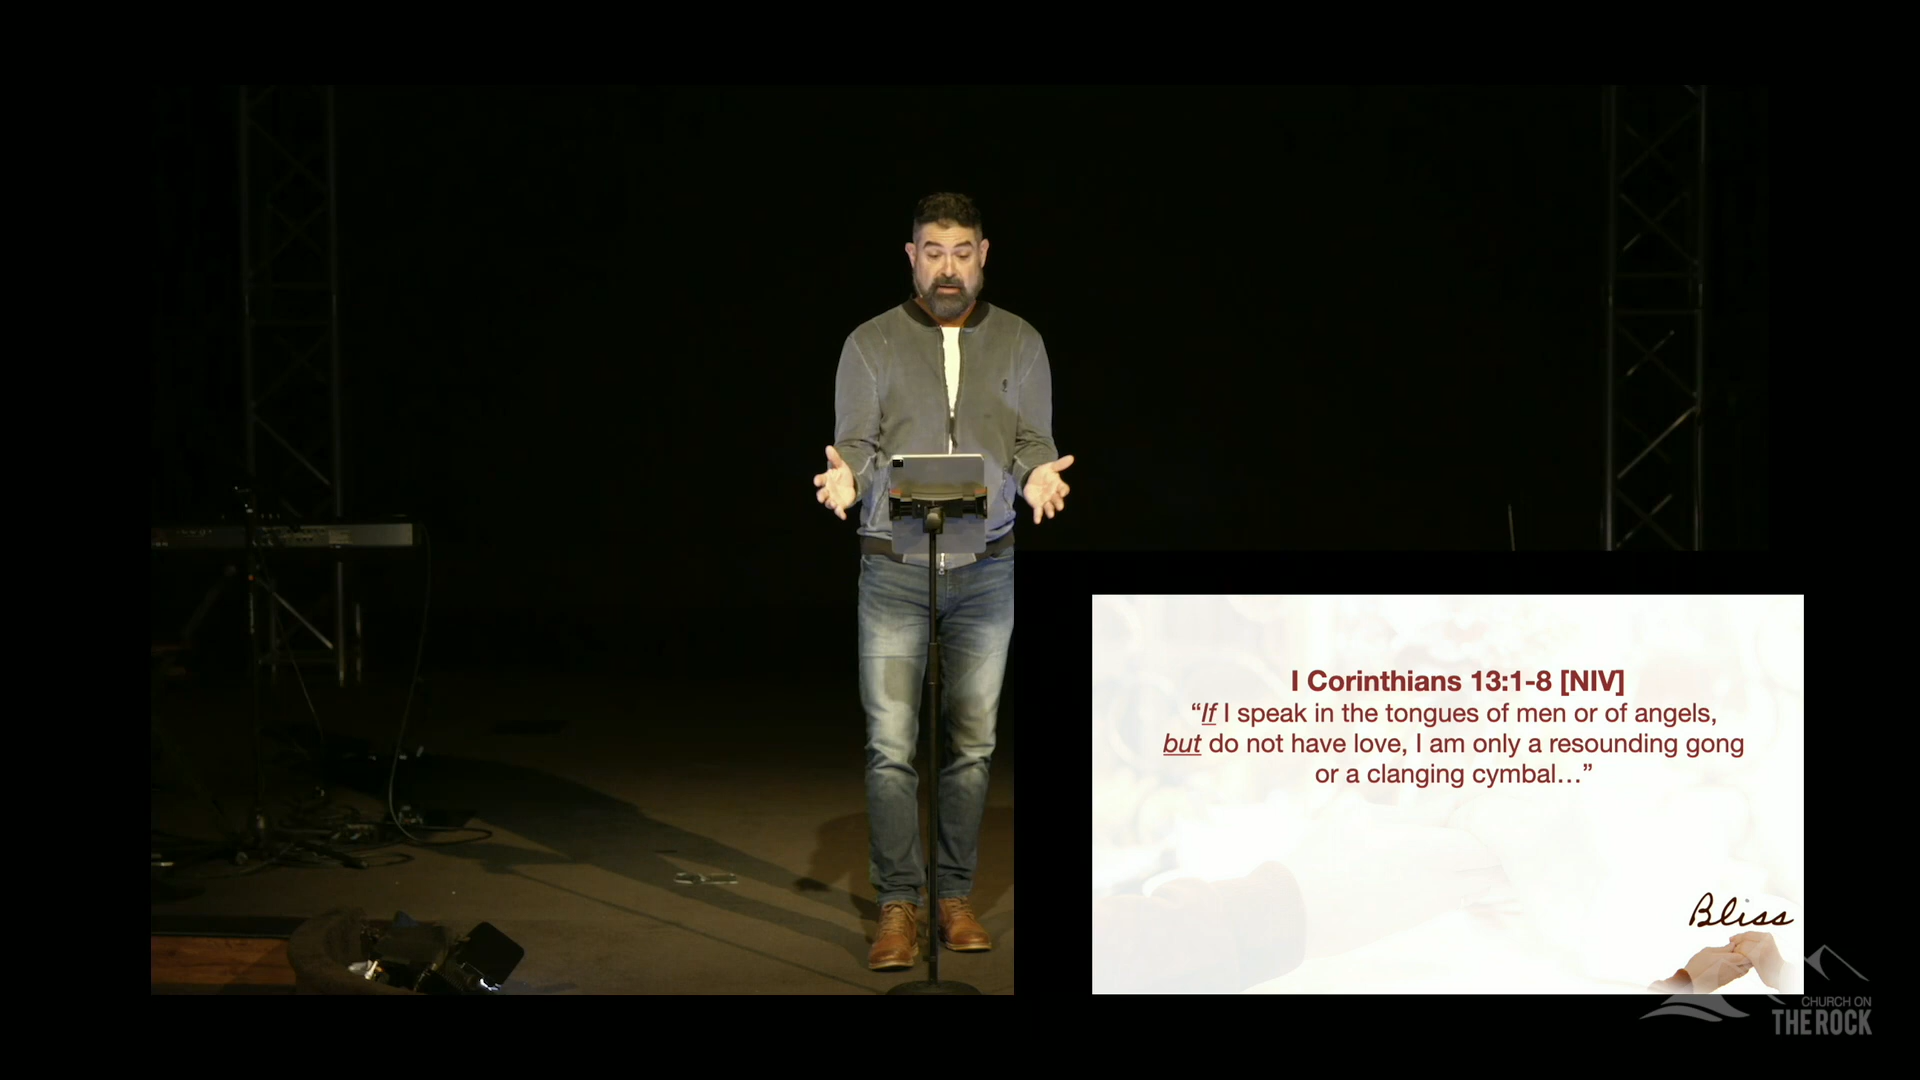 I Corinthians 13:1-8 [NIV]
“If I speak in the tongues of men or of angels,
but do not have love, I am only a resounding gong
or a clanging cymbal…”
Bliss
CHURCH ON
THE ROCK